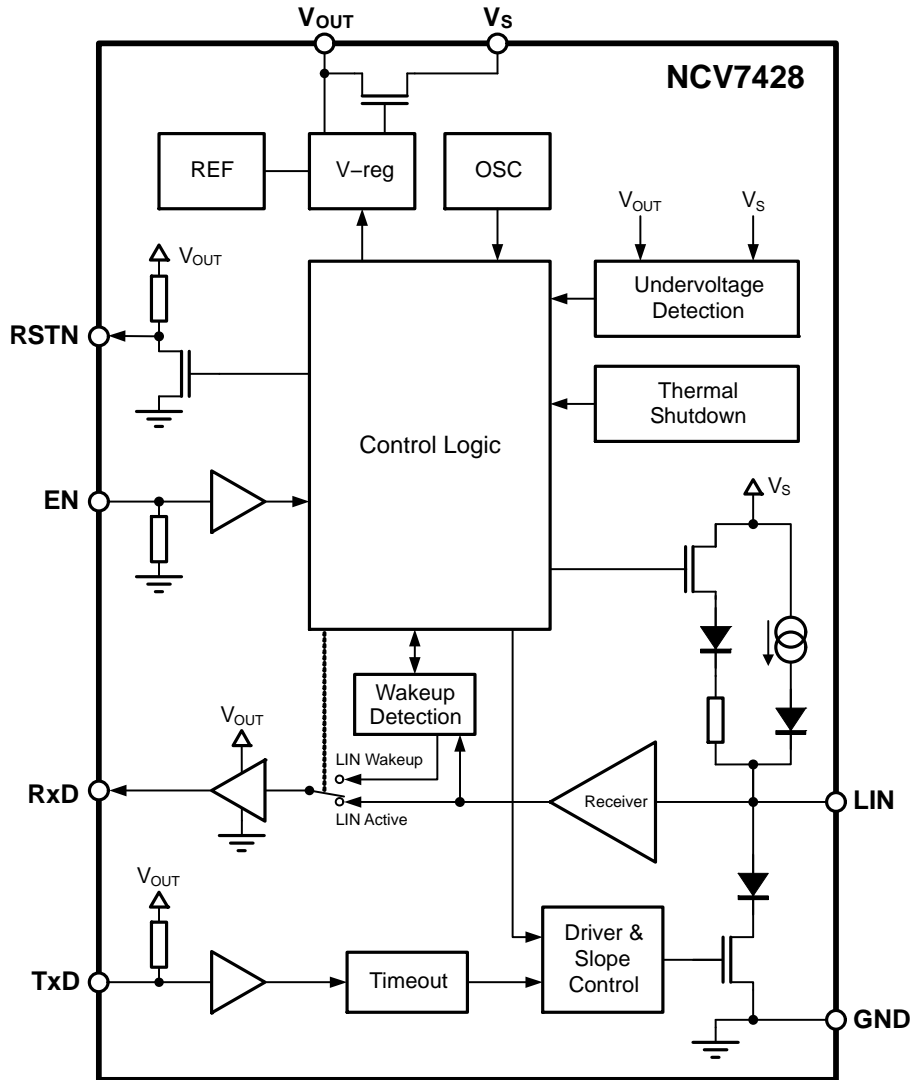 VOUT
VS
NCV7428
REF
V−reg
OSC
VOUT
VS
VOUT
Undervoltage
Detection
RSTN
Thermal
Shutdown
Control Logic
EN
VS
Wakeup
Detection
VOUT
LIN Wakeup
RxD
Receiver
LIN
LIN Active
VOUT
Driver &
Slope
Control
TxD
Timeout
GND